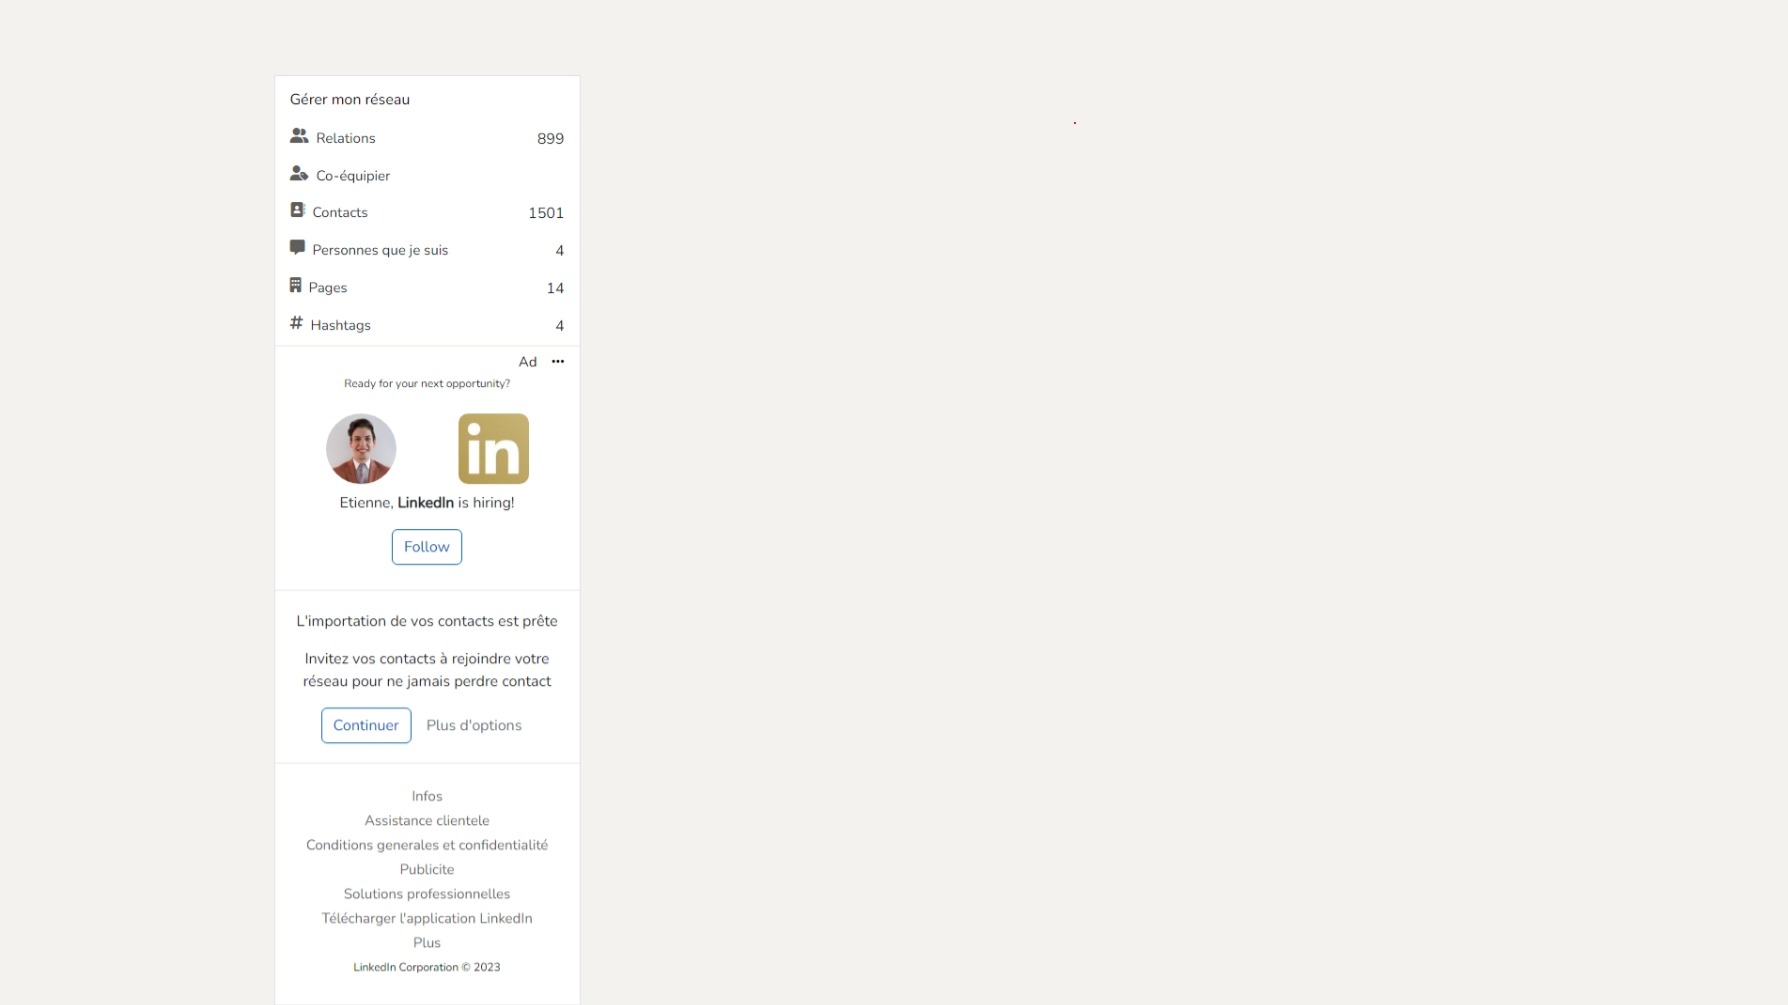 Gérer mon réseau
Relations 899
Co-équipier
Contacts 1501
Personnes que je suis 4
Pages 14
# Hashtags 4
Ad •••
Ready for your next opportunity?
in
Etienne, LinkedIn is hiring!
Follow
L'importation de vos contacts est prête
Invitez vos contacts à rejoindre votre
réseau pour ne jamais perdre contact
Continuer Plus d'options
Infos
Assistance clientele
Conditions generales et confidentialité
Publicite
Solutions professionnelles
Télécharger l'application LinkedIn
Plus
LinkedIn Corporation © 2023